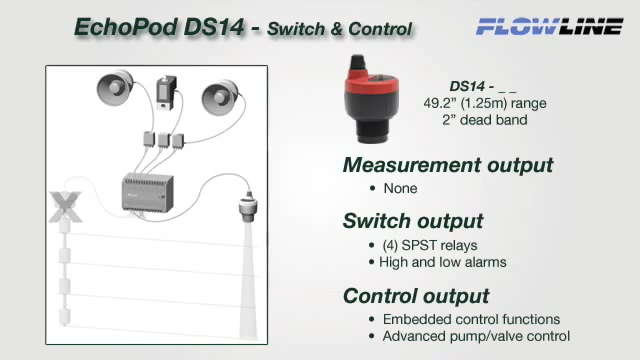 EchoPod DS14 - Switch & Control
FLOWLINE
DS14 - _ _
49.2” (1.25m) range
2” dead band
Measurement output
• None
Switch output
• (4) SPST relays
• High and low alarms
Control output
• Embedded control functions
• Advanced pump/valve control